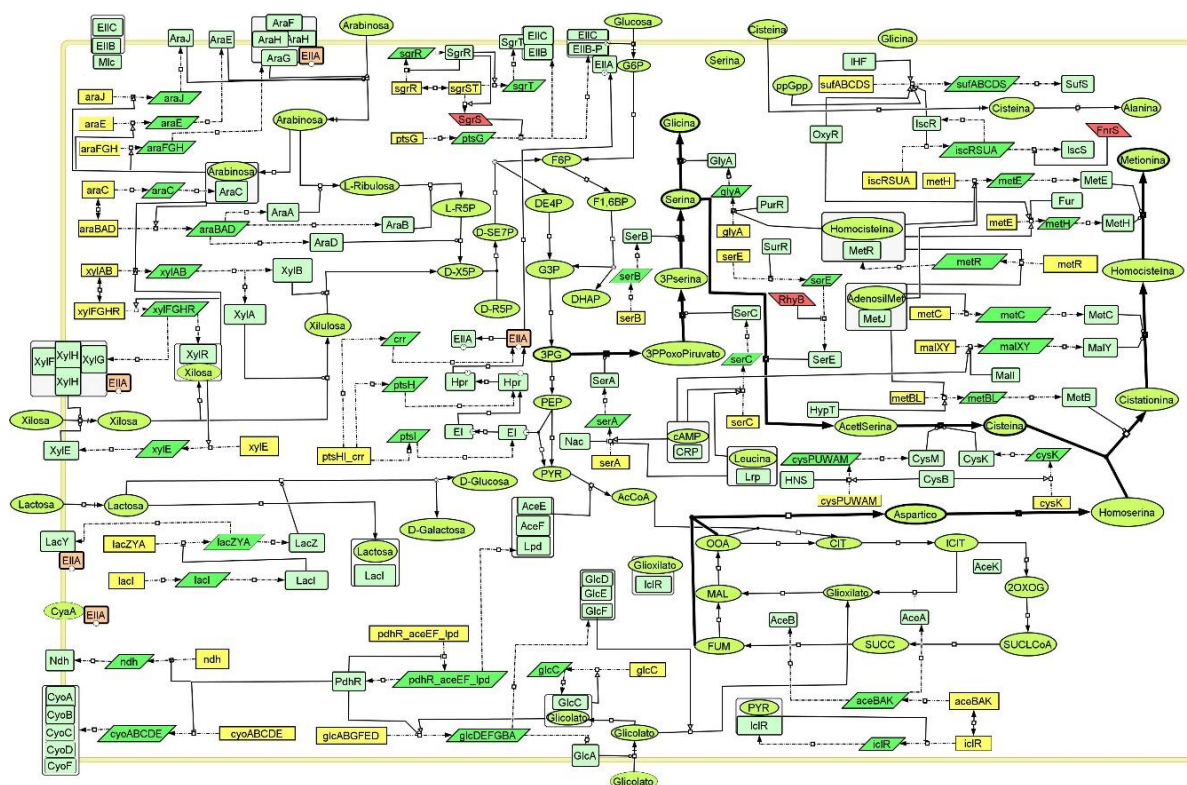 EIIC
EIIB
Mlc
AraJ
AraE
AraF
AraH
AraH
AraG
EIIA
Arabinosa
araJ
araJ
araE
araE
araFGH
araFGH
Arabinosa
Arabinosa
AraC
araC
araC
araBAD
araBAD
AraA
AraB
AraD
L-Ribulosa
L-R5P
D-X5P
xylAB
xylAB
XylB
XylA
xylFGHR
xylFGHR
XylR
Xilosa
Xilulosa
XylF
XylH
XylG
XylH
EIIA
Xilosa
Xilosa
XylE
xylE
xylE
Lactosa
Lactosa
D-Glucosa
D-Galactosa
LacY
EIIA
lacZYA
lacZYA
LacZ
lacI
lacI
LacI
Lactosa
LacI
CyaA
EIIA
Ndh
ndh
ndh
CyoA
CyoB
CyoC
CyoD
CyoF
cyoABCDE
cyoABCDE
sgrR
SgrR
SgrT
EIIC
EIIB
EIIC
EIIB-P
EIIA
Glucosa
G6P
sgrR
sgrST
sgrT
SgrS
ptsG
ptsG
F6P
F1,6BP
DE4P
D-SE7P
G3P
D-R5P
DHAP
crr
EIIA
EIIA
ptsH
Hpr
Hpr
ptsI
EI
EI
ptsHI_crr
3PG
PEP
PYR
AcCoA
3PPoxoPiruvato
3Pserina
Serina
Glicina
GlyA
glyA
glyA
PurR
SerB
serB
serB
serE
SurR
serE
RhyB
SerE
SerC
serC
serC
SerA
serA
serA
Nac
cAMP
CRP
Leucina
Lrp
Cisteina
Glicina
Serina
ppGpp
IHF
sufABCDS
sufABCDS
SufS
Cisteina
Alanina
OxyR
IscR
FnrS
iscRSUA
IscS
iscRSUA
metH
metE
MetE
Metionina
Fur
metE
metH
MetH
Homocisteina
MetR
metR
metR
Homocisteina
AdenosilMet
MetJ
metC
metC
MetC
malXY
malXY
MalY
MalI
metBL
metBL
MetB
HypT
Cistationina
AcetlSerina
Cisteina
cysPUWAM
CysM
CysK
cysK
HNS
CysB
cysPUWAM
cysK
Aspartico
Homoserina
OOA
CIT
ICIT
AceK
2OXOG
MAL
Glioxilato
AceB
AceA
FUM
SUCC
SUCLCoA
Glioxilato
IclR
AceE
AceF
Lpd
GlcD
GlcE
GlcF
pdhR_aceEF_lpd
PdhR
pdhR_aceEF_lpd
glcC
glcC
GlcC
Glicolato
glcABGFED
glcDEFGBA
Glicolato
GlcA
Glicolato
aceBAK
aceBAK
PYR
IclR
iclR
iclR